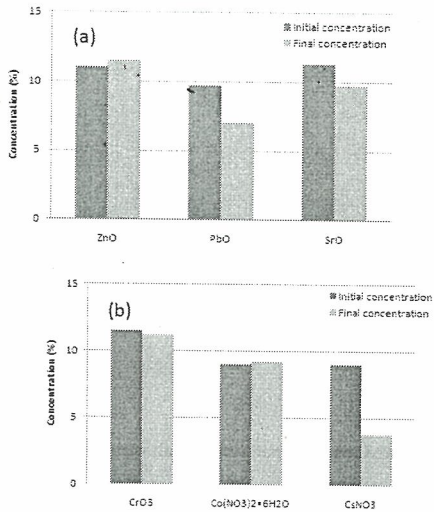 15
(a)
Initial concentration
Final concentration
10
Concentration (%)
5
0
ZnO PbO SrO
15
(b)
Initial concentration
Final concentration
10
Concentration (%)
5
0
CrO3 Co(NO3)2•6H2O CsNO3